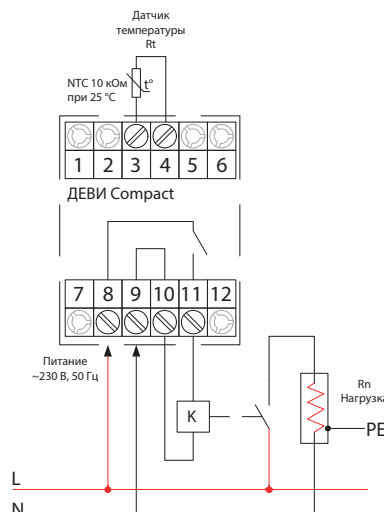 Датчик
температуры
Rt
NTC 10 кОм
при 25 °C
t°
1 2 3 4 5 6
ДЕВИ Compact
7 8 9 10 11 12
Питание
~230 В, 50 Гц
K
Rn
Нагрузка
PE
L
N